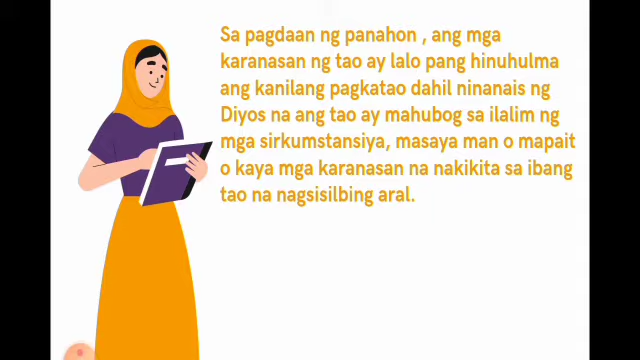 Sa pagdaan ng panahon , ang mga
karanasan ng tao ay lalo pang hinuhulma
ang kanilang pagkatao dahil ninanais ng
Diyos na ang tao ay mahubog sa ilalim ng
mga sirkumstansiya, masaya man o mapait
o kaya mga karanasan na nakikita sa ibang
tao na nagsisilbing aral.